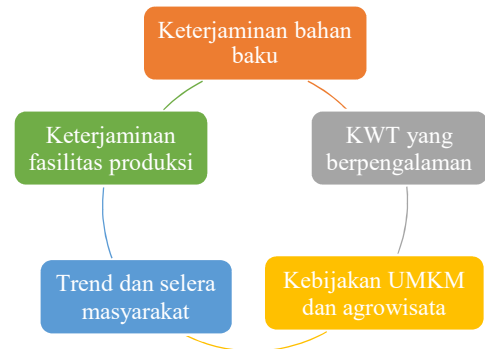 Keterjaminan bahan
baku
KWT yang
berpengalaman
Kebijakan UMKM
dan agrowisata
Trend dan selera
masyarakat
Keterjaminan
fasilitas produksi